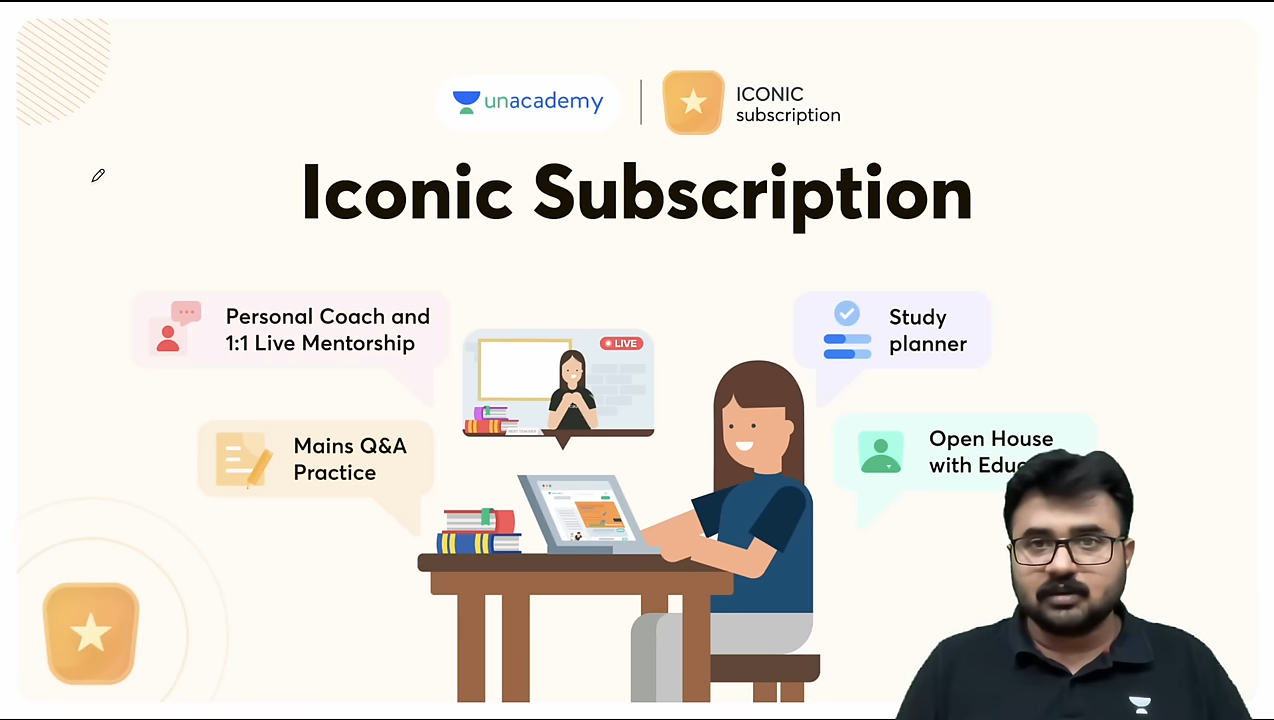 unacademy
ICONIC
subscription
Iconic Subscription
Personal Coach and
1:1 Live Mentorship
LIVE
Study
planner
Mains Q&A
Practice
Open House
with